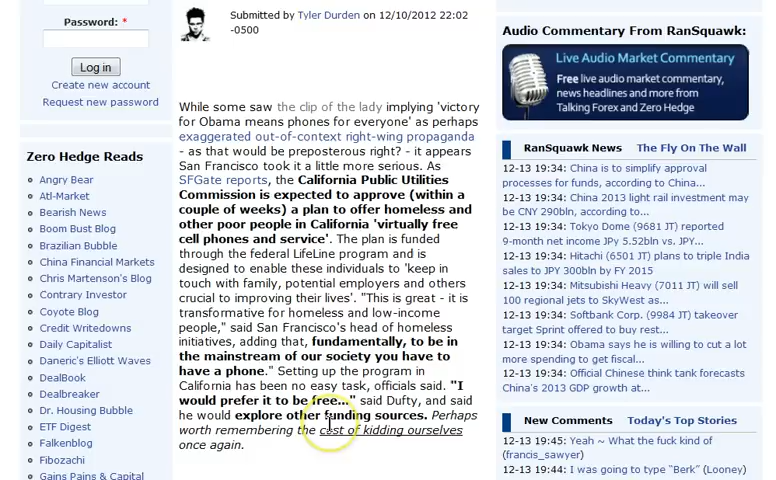 Password: *
Log in
Create new account
Request new password
Zero Hedge Reads
Angry Bear
Atl-Market
Bearish News
Boom Bust Blog
Brazilian Bubble
China Financial Markets
Chris Martenson's Blog
Contrary Investor
Coyote Blog
Credit Writedowns
Daily Capitalist
Daneric's Elliott Waves
DealBook
Dealbreaker
Dr. Housing Bubble
ETF Digest
Falkenblog
Fibozachi
Gains Pains & Capital
Submitted by Tyler Durden on 12/10/2012 22:02
-0500
While some saw the clip of the lady implying 'victory
for Obama means phones for everyone' as perhaps
exaggerated out-of-context right-wing propaganda
- as that would be preposterous right? - it appears
San Francisco took it a little more serious. As
SFGate reports, the California Public Utilities
Commission is expected to approve (within a
couple of weeks) a plan to offer homeless and
other poor people in California 'virtually free
cell phones and service'. The plan is funded
through the federal LifeLine program and is
designed to enable these individuals to 'keep in
touch with family, potential employers and others
crucial to improving their lives'. "This is great - it is
transformative for homeless and low-income
people," said San Francisco's head of homeless
initiatives, adding that, fundamentally, to be in
the mainstream of our society you have to
have a phone." Setting up the program in
California has been no easy task, officials said. "I
would prefer it to be free..." said Dufty, and said
he would explore other funding sources. Perhaps
worth remembering the cost of kidding ourselves
once again.
Audio Commentary From RanSquawk:
Live Audio Market Commentary
Free live audio market commentary,
news headlines and more from
Talking Forex and Zero Hedge
RanSquawk News The Fly On The Wall
12-13 19:34: China is to simplify approval
processes for funds, according to China...
12-13 19:34: China 2013 light rail investment may
be CNY 290bln, according to...
12-13 19:34: Tokyo Dome (9681 JT) reported
9-month net income JPy 5.52bln vs. JPY...
12-13 19:34: Hitachi (6501 JT) plans to triple India
sales to JPY 300bln by FY 2015
12-13 19:34: Mitsubishi Heavy (7011 JT) will sell
100 regional jets to SkyWest as...
12-13 19:34: Softbank Corp. (9984 JT) takeover
target Sprint offered to buy rest...
12-13 19:34: Obama says he is willing to cut a lot
more spending to get fiscal...
12-13 19:34: Official Chinese think tank forecasts
China's 2013 GDP growth at...
New Comments Today's Top Stories
12-13 19:45: Yeah ~ What the fuck kind of
(francis_sawyer)
12-13 19:44: I was going to type "Berk" (Looney)